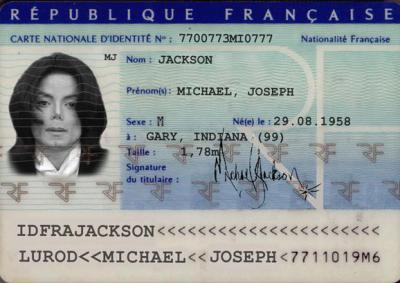 RÉPUBLIQUE FRANÇAISE
CARTE NATIONALE D'IDENTITÉ Nº : 7700773MI0777 Nationalité Française
MJ Nom : JACKSON
Prénom(s) : MICHAEL, JOSEPH
Sexe : M Né(e) le : 29.08.1958
à : GARY, INDIANA (99)
Taille : 1,78m
Signature
du titulaire : Michael Jackson
IDFRAJACKSON<<<<<<<<<<<<<<<<<<<<<<<<
LUROD<<MICHAEL<<JOSEPH<7711019M6